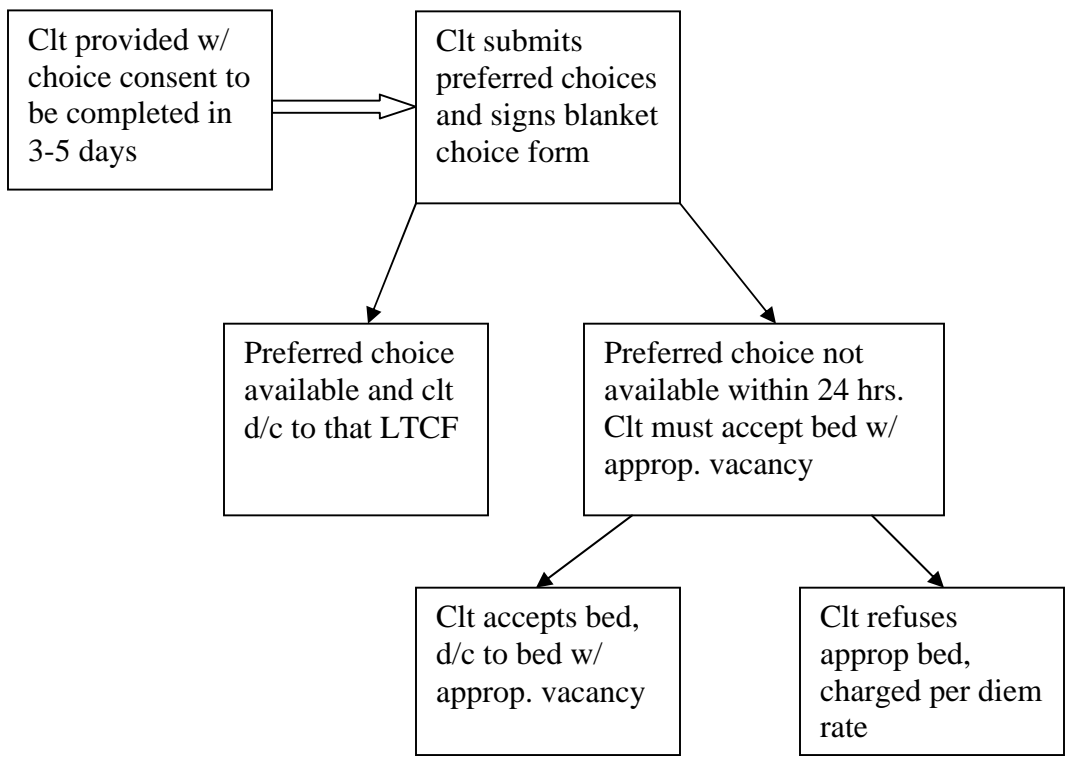 Clt provided w/
choice consent to
be completed in
3-5 days
Clt submits
preferred choices
and signs blanket
choice form
Preferred choice
available and clt
d/c to that LTCF
Preferred choice not
available within 24 hrs.
Clt must accept bed w/
approp. vacancy
Clt accepts bed,
d/c to bed w/
approp. vacancy
Clt refuses
approp bed,
charged per diem
rate